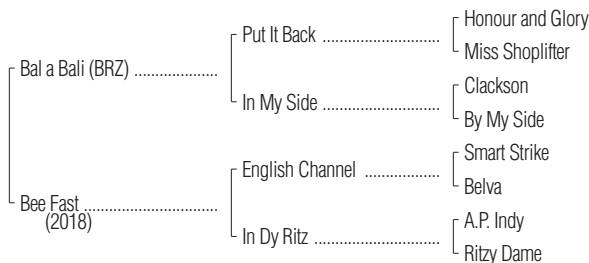 Honour and Glory
Put It Back ..............................
Miss Shoplifter
Bal a Bali (BRZ) .....................
Clackson
In My Side ..............................
By My Side
Smart Strike
English Channel ...................
Belva
Bee Fast ..................................
(2018)
A.P. Indy
In Dy Ritz ................................
Ritzy Dame